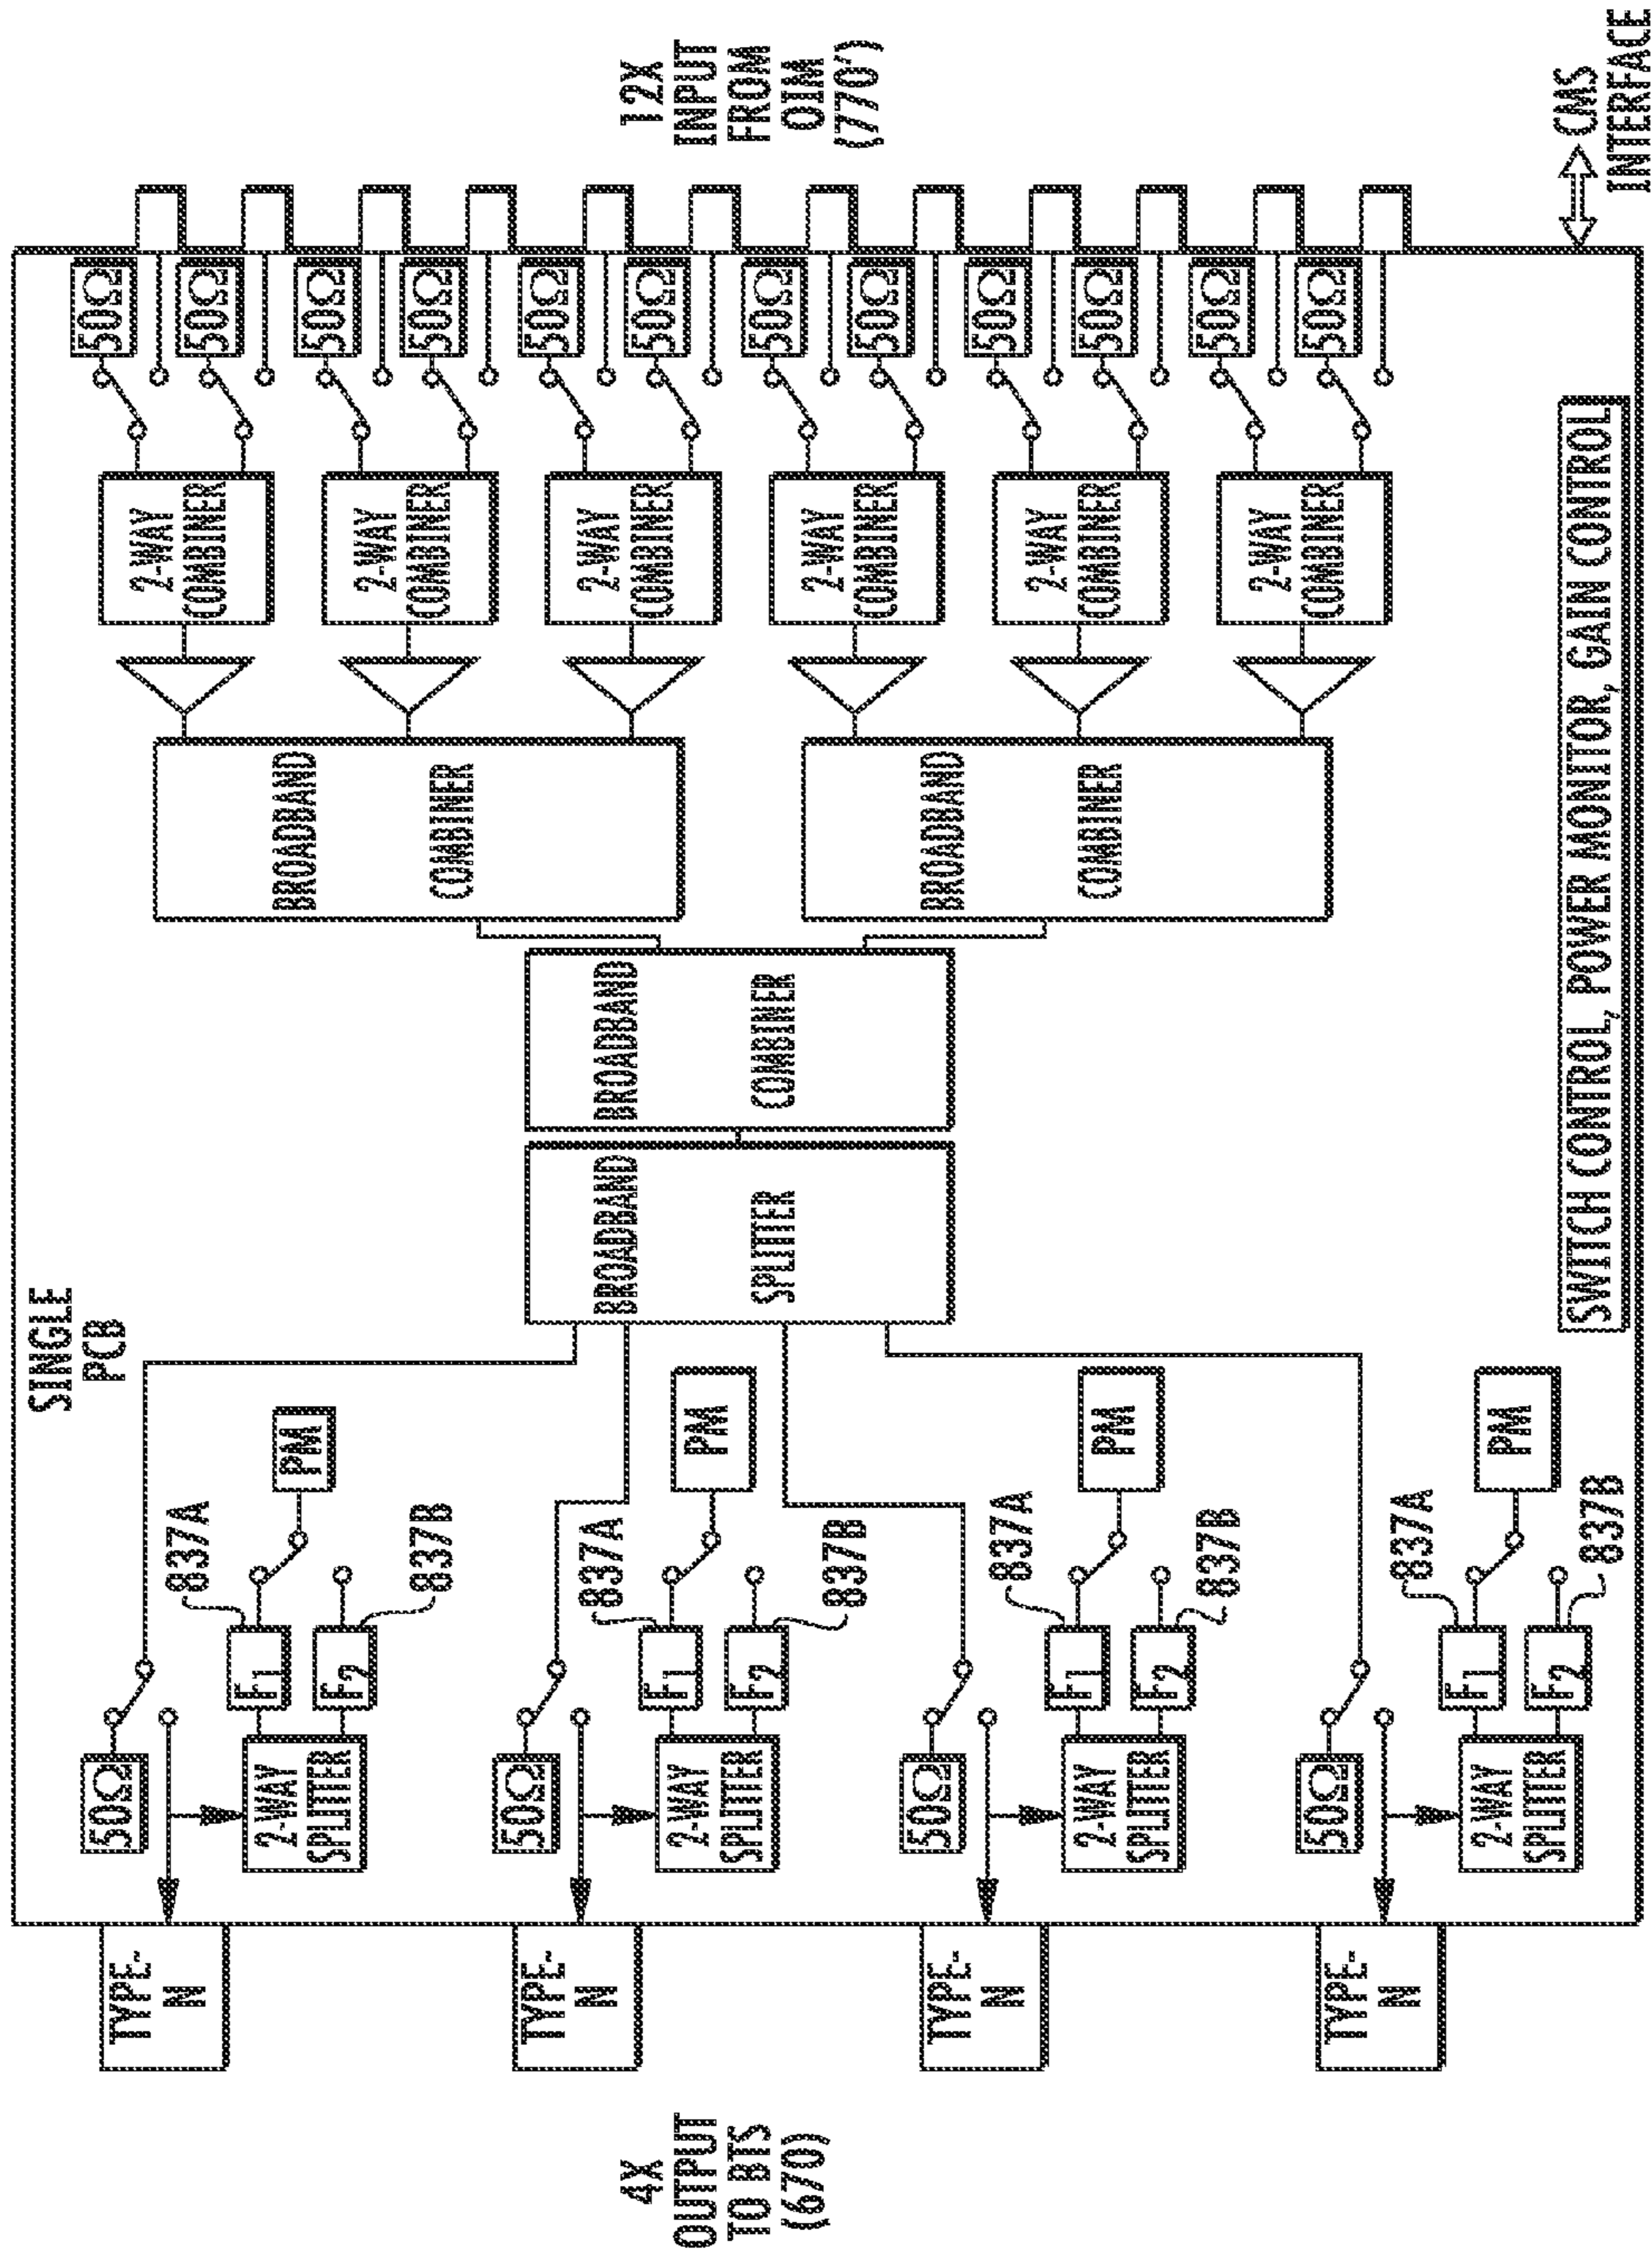 SINGLE
PCB
4X
OUTPUT
TO BTS
(670)
TYPE-
N
50Ω
2-WAY
SPLITTER
F1
F2
837A
837B
PM
TYPE-
N
50Ω
2-WAY
SPLITTER
F1
F2
837A
837B
PM
TYPE-
N
50Ω
2-WAY
SPLITTER
F1
F2
837A
837B
PM
TYPE-
N
50Ω
2-WAY
SPLITTER
F1
F2
837A
837B
PM
BROADBAND
SPLITTER
BROADBAND
COMBINER
BROADBAND
COMBINER
BROADBAND
COMBINER
2-WAY
COMBINER
2-WAY
COMBINER
2-WAY
COMBINER
2-WAY
COMBINER
2-WAY
COMBINER
2-WAY
COMBINER
50Ω
50Ω
50Ω
50Ω
50Ω
50Ω
50Ω
50Ω
50Ω
50Ω
50Ω
50Ω
12X
INPUT
FROM
OIM
(770')
SWITCH CONTROL, POWER MONITOR, GAIN CONTROL
CMS
INTERFACE